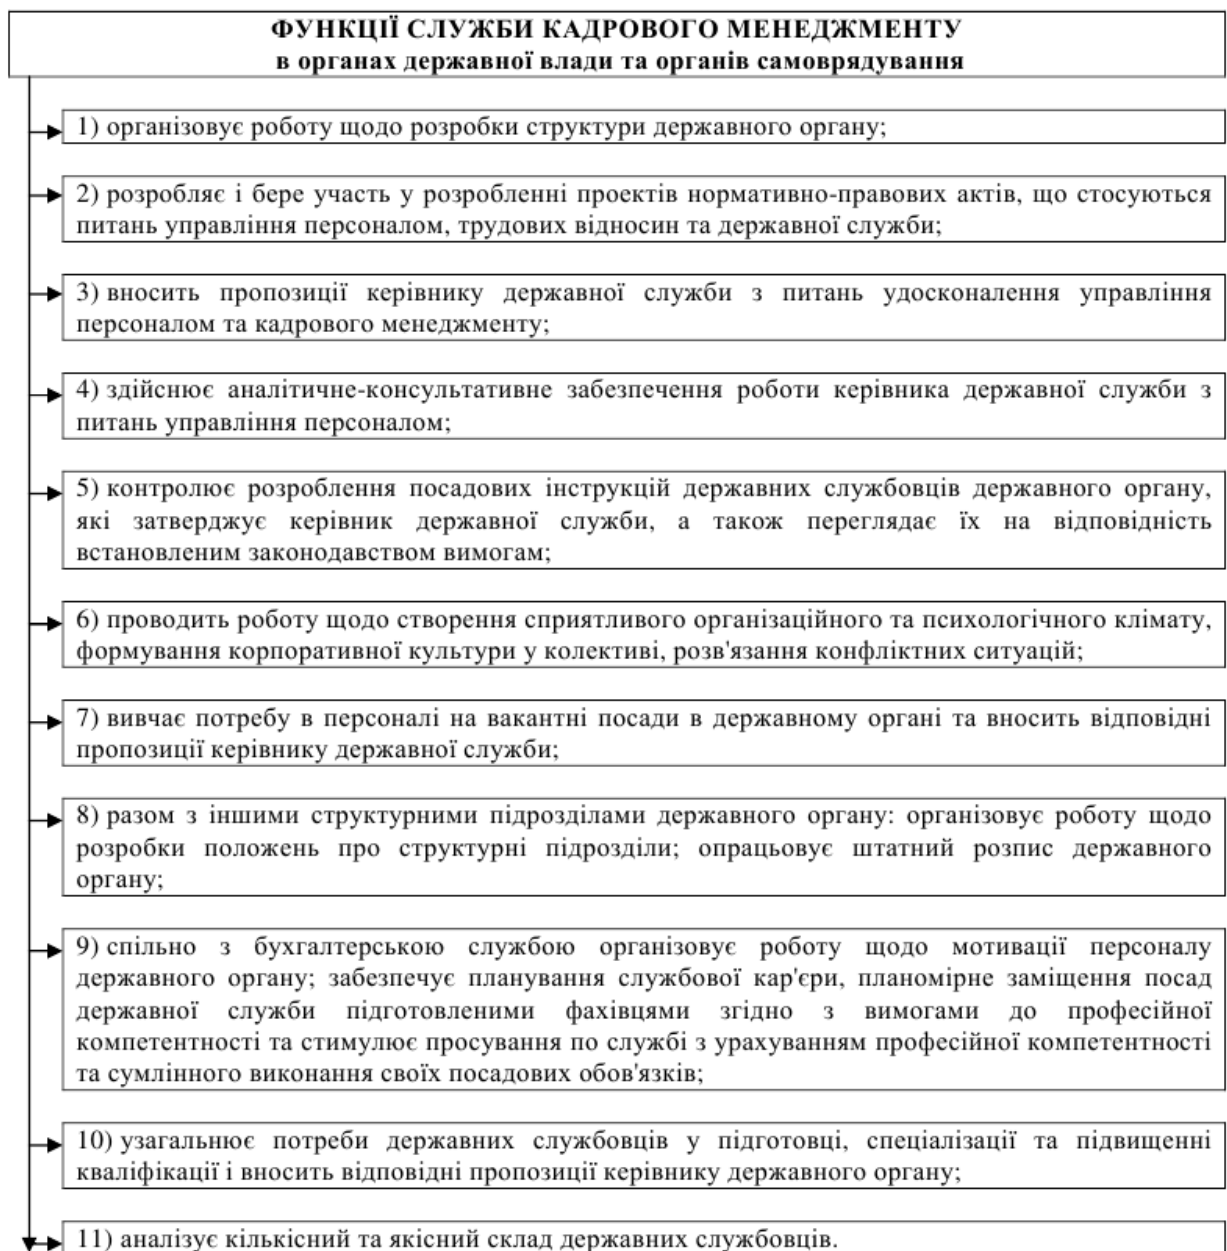 ФУНКЦІЇ СЛУЖБИ КАДРОВОГО МЕНЕДЖМЕНТУ
в органах державної влади та органів самоврядування
1) організовує роботу щодо розробки структури державного органу;
2) розробляє і бере участь у розробленні проектів нормативно-правових актів, що стосуються
питань управління персоналом, трудових відносин та державної служби;
3) вносить пропозиції керівнику державної служби з питань удосконалення управління
персоналом та кадрового менеджменту;
4) здійснює аналітичне-консультативне забезпечення роботи керівника державної служби з
питань управління персоналом;
5) контролює розроблення посадових інструкцій державних службовців державного органу,
які затверджує керівник державної служби, а також переглядає їх на відповідність
встановленим законодавством вимогам;
6) проводить роботу щодо створення сприятливого організаційного та психологічного клімату,
формування корпоративної культури у колективі, розв'язання конфліктних ситуацій;
7) вивчає потребу в персоналі на вакантні посади в державному органі та вносить відповідні
пропозиції керівнику державної служби;
8) разом з іншими структурними підрозділами державного органу: організовує роботу щодо
розробки положень про структурні підрозділи; опрацьовує штатний розпис державного
органу;
9) спільно з бухгалтерською службою організовує роботу щодо мотивації персоналу
державного органу; забезпечує планування службової кар'єри, планомірне заміщення посад
державної служби підготовленими фахівцями згідно з вимогами до професійної
компетентності та стимулює просування по службі з урахуванням професійної компетентності
та сумлінного виконання своїх посадових обов'язків;
10) узагальнює потреби державних службовців у підготовці, спеціалізації та підвищенні
кваліфікації і вносить відповідні пропозиції керівнику державного органу;
11) аналізує кількісний та якісний склад державних службовців.